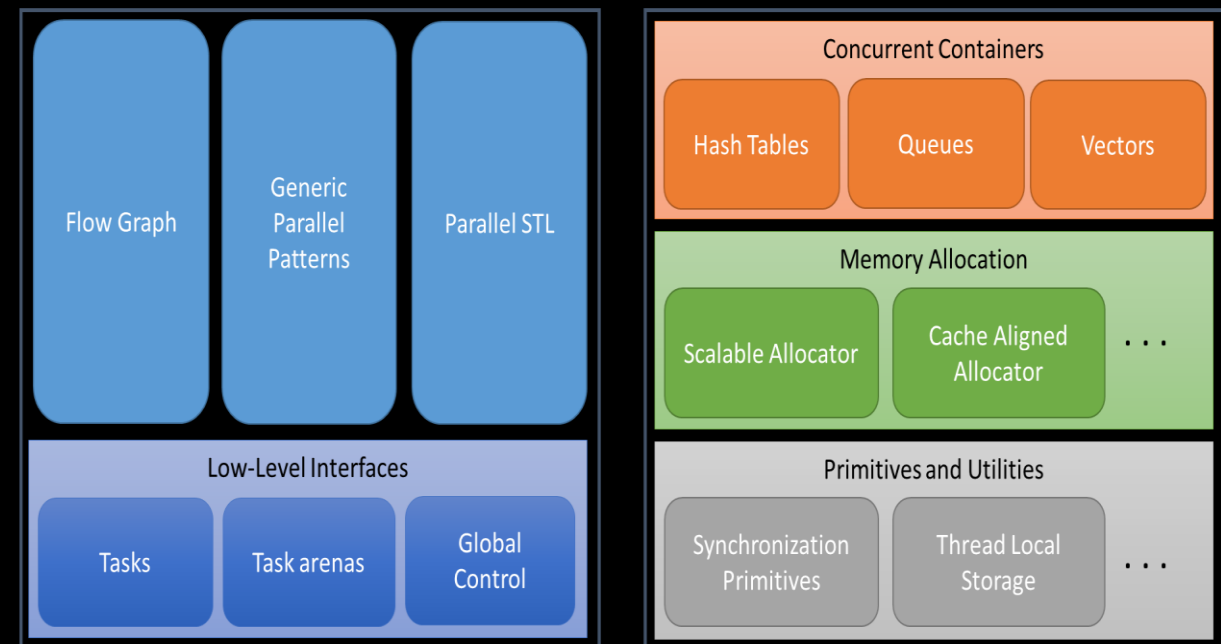 Flow Graph
Generic
Parallel
Patterns
Parallel STL
Low-Level Interfaces
Tasks
Task arenas
Global
Control
Concurrent Containers
Hash Tables
Queues
Vectors
Memory Allocation
Scalable Allocator
Cache Aligned
Allocator
. . .
Primitives and Utilities
Synchronization
Primitives
Thread Local
Storage
. . .